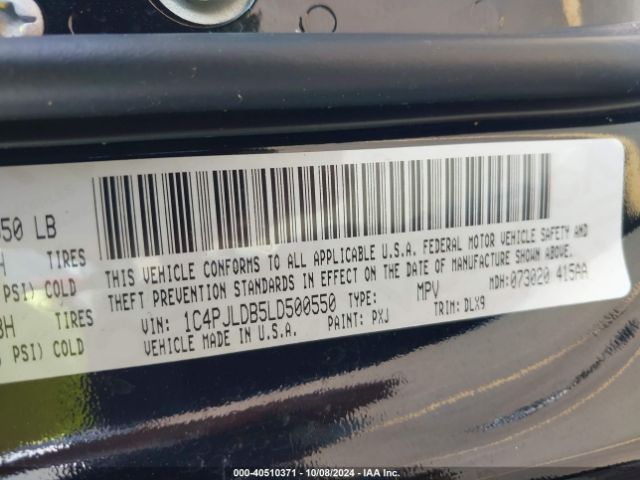 550 LB
H TIRES
PSI) COLD
3H TIRES
PSI) COLD
THIS VEHICLE CONFORMS TO ALL APPLICABLE U.S.A. FEDERAL MOTOR VEHICLE SAFETY AND
THEFT PREVENTION STANDARDS IN EFFECT ON THE DATE OF MANUFACTURE SHOWN ABOVE.
VIN: 1C4PJLDB5LD500550 TYPE: MPV MDH: 073020 415AA
VEHICLE MADE IN U.S.A. PAINT: PXJ TRIM: DLX9
000-40510371 - 10/08/2024 - IAA Inc.